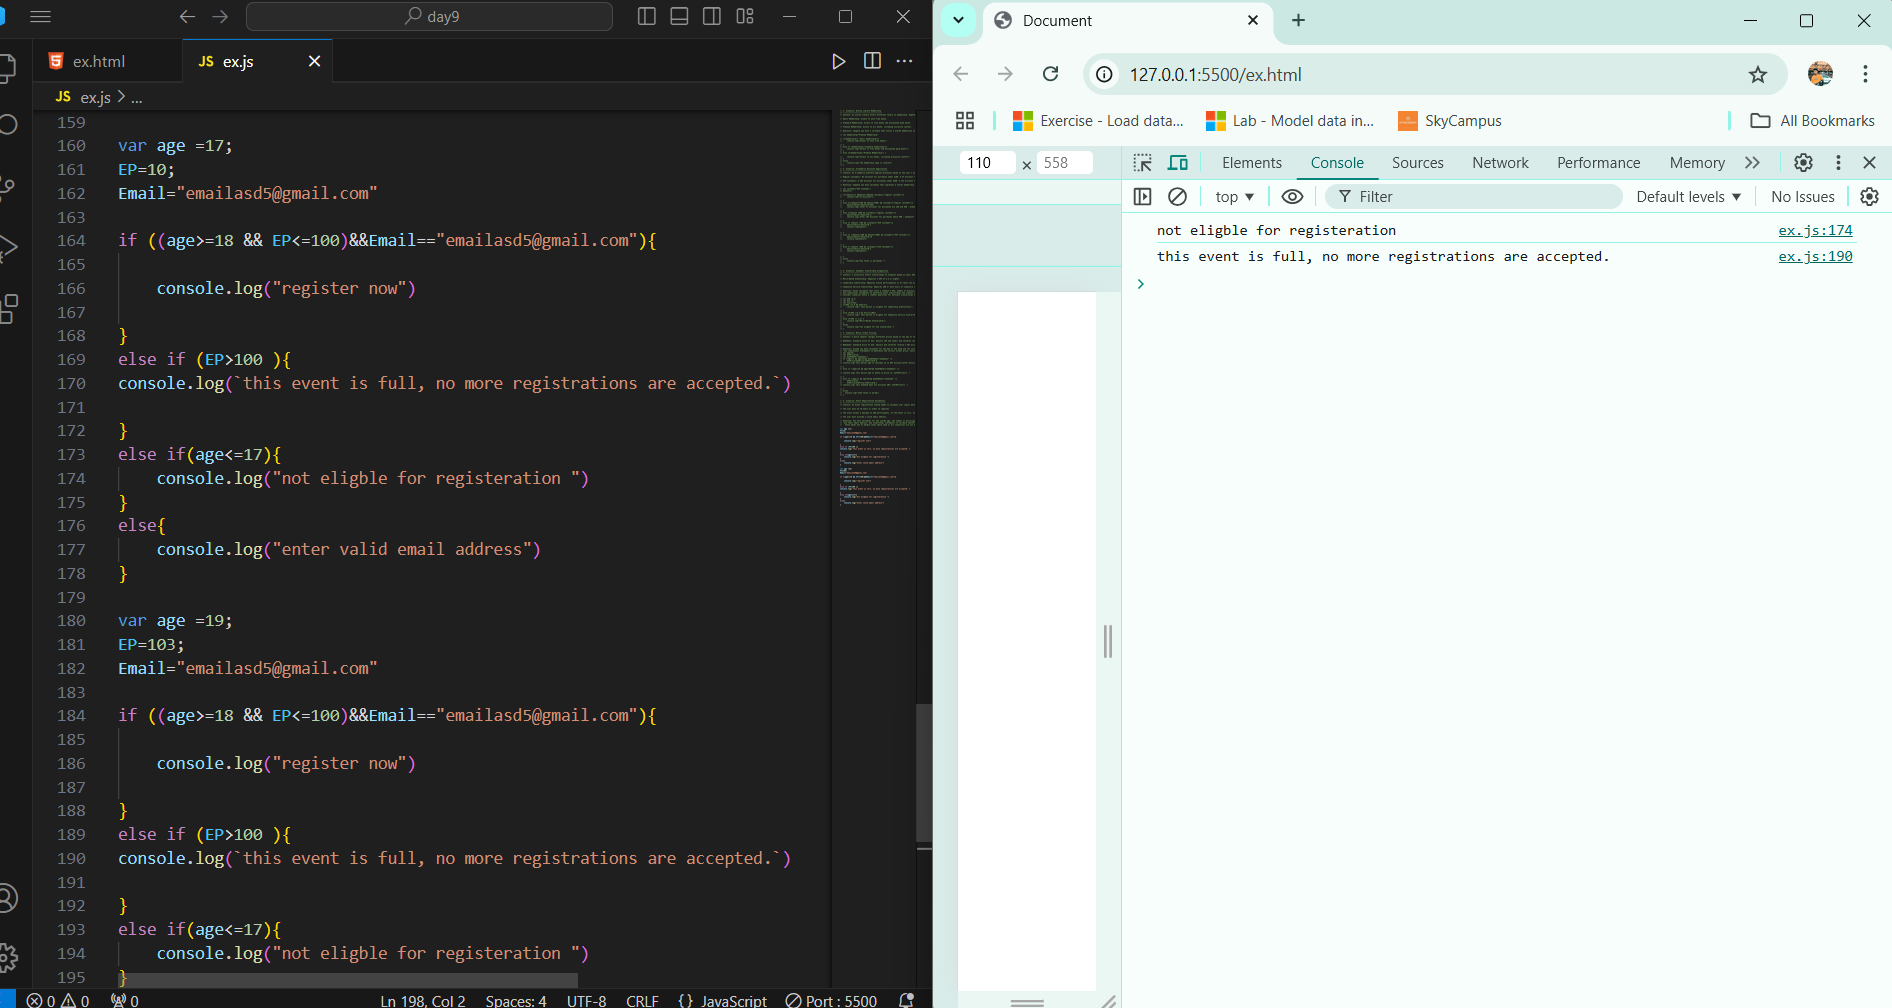 day9
ex.html
JS ex.js
JS ex.js > ...
159
160 var age =17;
161 EP=10;
162 Email="emailasd5@gmail.com"
163
164 if ((age>=18 && EP<=100)&&Email=="emailasd5@gmail.com"){
165
166 console.log("register now")
167
168 }
169 else if (EP>100 ){
170 console.log(`this event is full, no more registrations are accepted.`)
171
172 }
173 else if(age<=17){
174 console.log("not eligble for registeration ")
175 }
176 else{
177 console.log("enter valid email address")
178 }
179
180 var age =19;
181 EP=103;
182 Email="emailasd5@gmail.com"
183
184 if ((age>=18 && EP<=100)&&Email=="emailasd5@gmail.com"){
185
186 console.log("register now")
187
188 }
189 else if (EP>100 ){
190 console.log(`this event is full, no more registrations are accepted.`)
191
192 }
193 else if(age<=17){
194 console.log("not eligble for registeration ")
195 }
0 0 0 Ln 198, Col 2 Spaces: 4 UTF-8 CRLF {} JavaScript Port : 5500
Document
127.0.0.1:5500/ex.html
Exercise - Load data... Lab - Model data in... SkyCampus All Bookmarks
110 × 558 Elements Console Sources Network Performance Memory
top Filter Default levels No Issues
not eligble for registeration ex.js:174
this event is full, no more registrations are accepted. ex.js:190